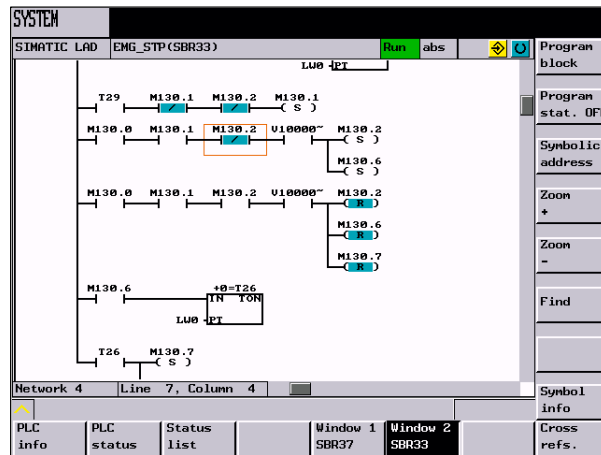 SYSTEM
SIMATIC LAD EMG_STP(SBR33) Run abs
Program block
LW0 PT
T29 M130.1 M130.2 M130.1
/ / ( S )
Program stat. OF
M130.0 M130.1 M130.2 V10000~ M130.2
/ ( S )
Symbolic address
M130.6
( S )
M130.0 M130.1 M130.2 V10000~ M130.2
( R )
Zoom +
M130.6
( R )
Zoom -
M130.7
( R )
M130.6 +0=T26
IN TON
Find
LW0 PT
T26 M130.7
( S )
Network 4 Line 7, Column 4
Symbol info
PLC info
PLC status
Status list
Window 1 SBR37
Window 2 SBR33
Cross refs.